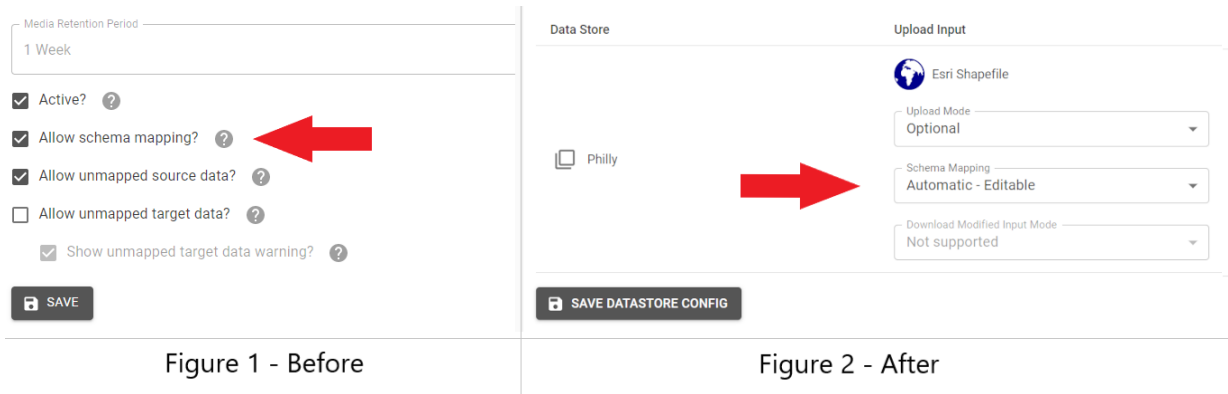 Media Retention Period
1 Week
Active? ?
Allow schema mapping? ?
Allow unmapped source data? ?
Allow unmapped target data? ?
Show unmapped target data warning? ?
SAVE
Figure 1 - Before
Data Store
Upload Input
Esri Shapefile
Upload Mode
Optional
Philly
Schema Mapping
Automatic - Editable
Download Modified Input Mode
Not supported
SAVE DATASTORE CONFIG
Figure 2 - After